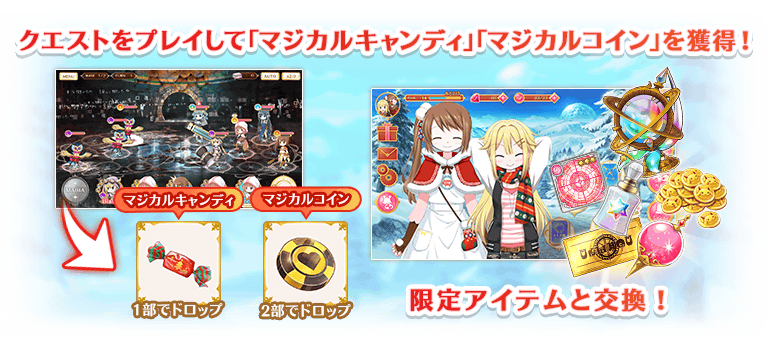 クエストをプレイして「マジカルキャンディ」「マジカルコイン」を獲得！
MENU
AUTO
マジカルキャンディ
マジカルコイン
1部でドロップ
2部でドロップ
限定アイテムと交換！